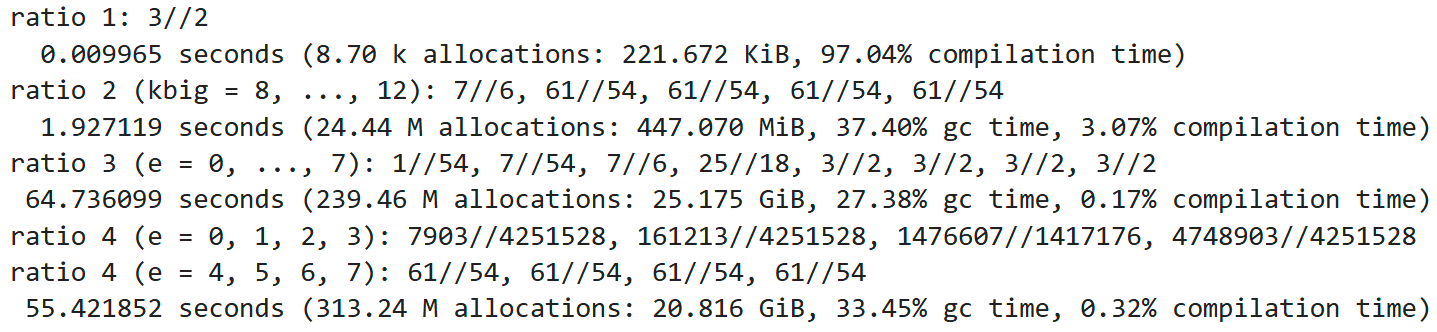 ratio 1: 3//2
0.009965 seconds (8.70 k allocations: 221.672 KiB, 97.04% compilation time)
ratio 2 (kbig = 8, ..., 12): 7//6, 61//54, 61//54, 61//54, 61//54
1.927119 seconds (24.44 M allocations: 447.070 MiB, 37.40% gc time, 3.07% compilation time)
ratio 3 (e = 0, ..., 7): 1//54, 7//54, 7//6, 25//18, 3//2, 3//2, 3//2, 3//2
64.736099 seconds (239.46 M allocations: 25.175 GiB, 27.38% gc time, 0.17% compilation time)
ratio 4 (e = 0, 1, 2, 3): 7903//4251528, 161213//4251528, 1476607//1417176, 4748903//4251528
ratio 4 (e = 4, 5, 6, 7): 61//54, 61//54, 61//54, 61//54
55.421852 seconds (313.24 M allocations: 20.816 GiB, 33.45% gc time, 0.32% compilation time)